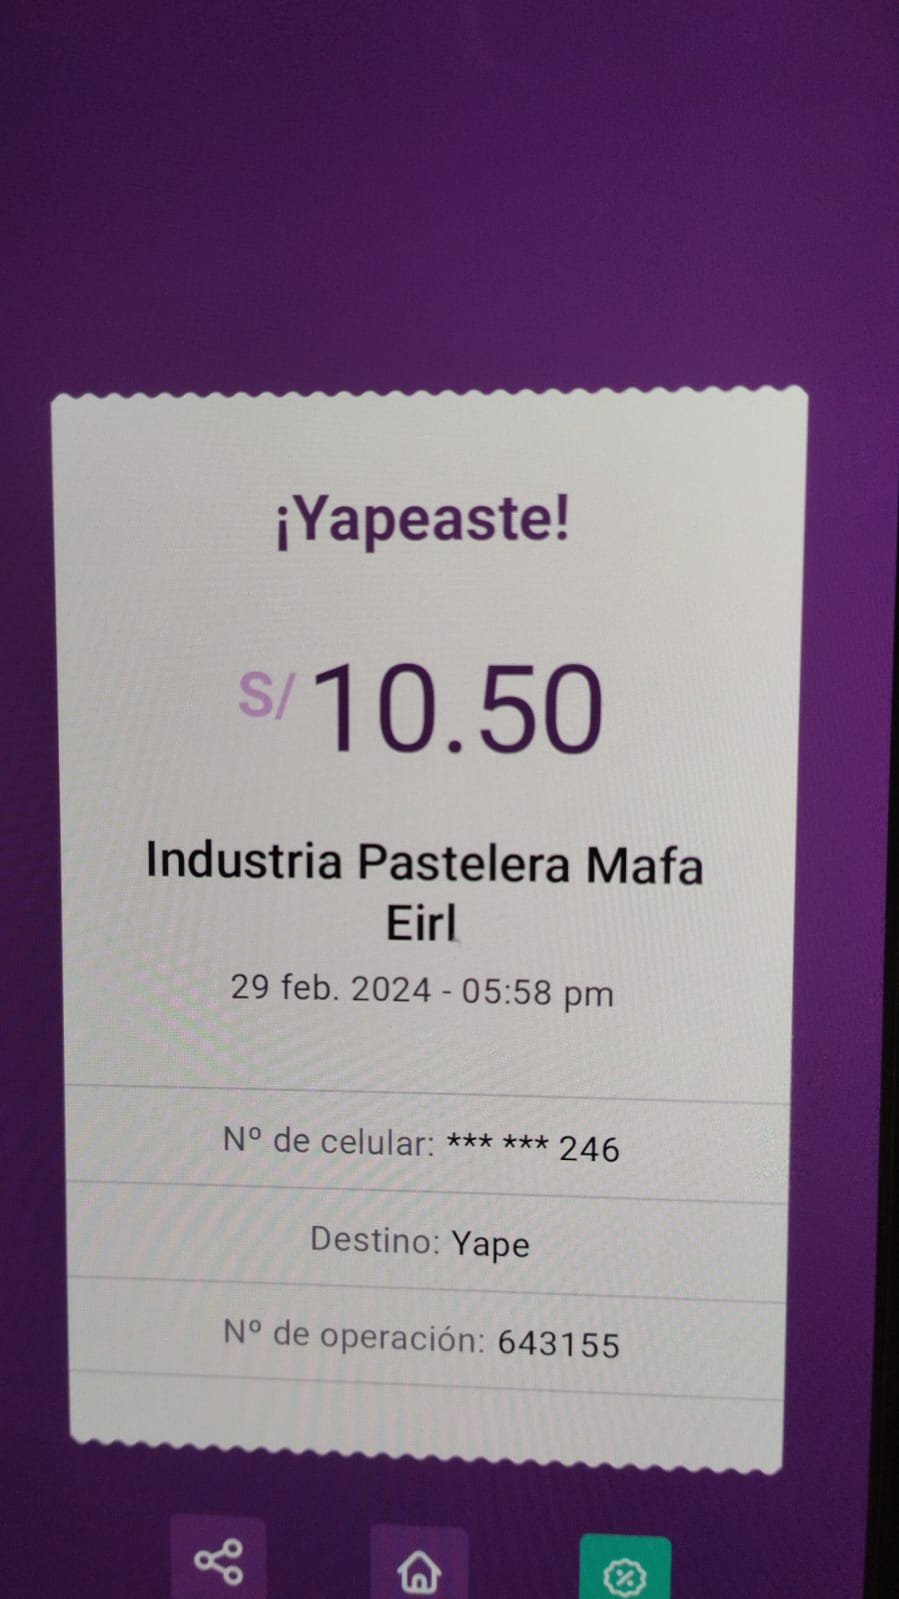 ¡Yapeaste!
S/ 10.50
Industria Pastelera Mafa
Eirl
29 feb. 2024 - 05:58 pm
Nº de celular: *** *** 246
Destino: Yape
Nº de operación: 643155